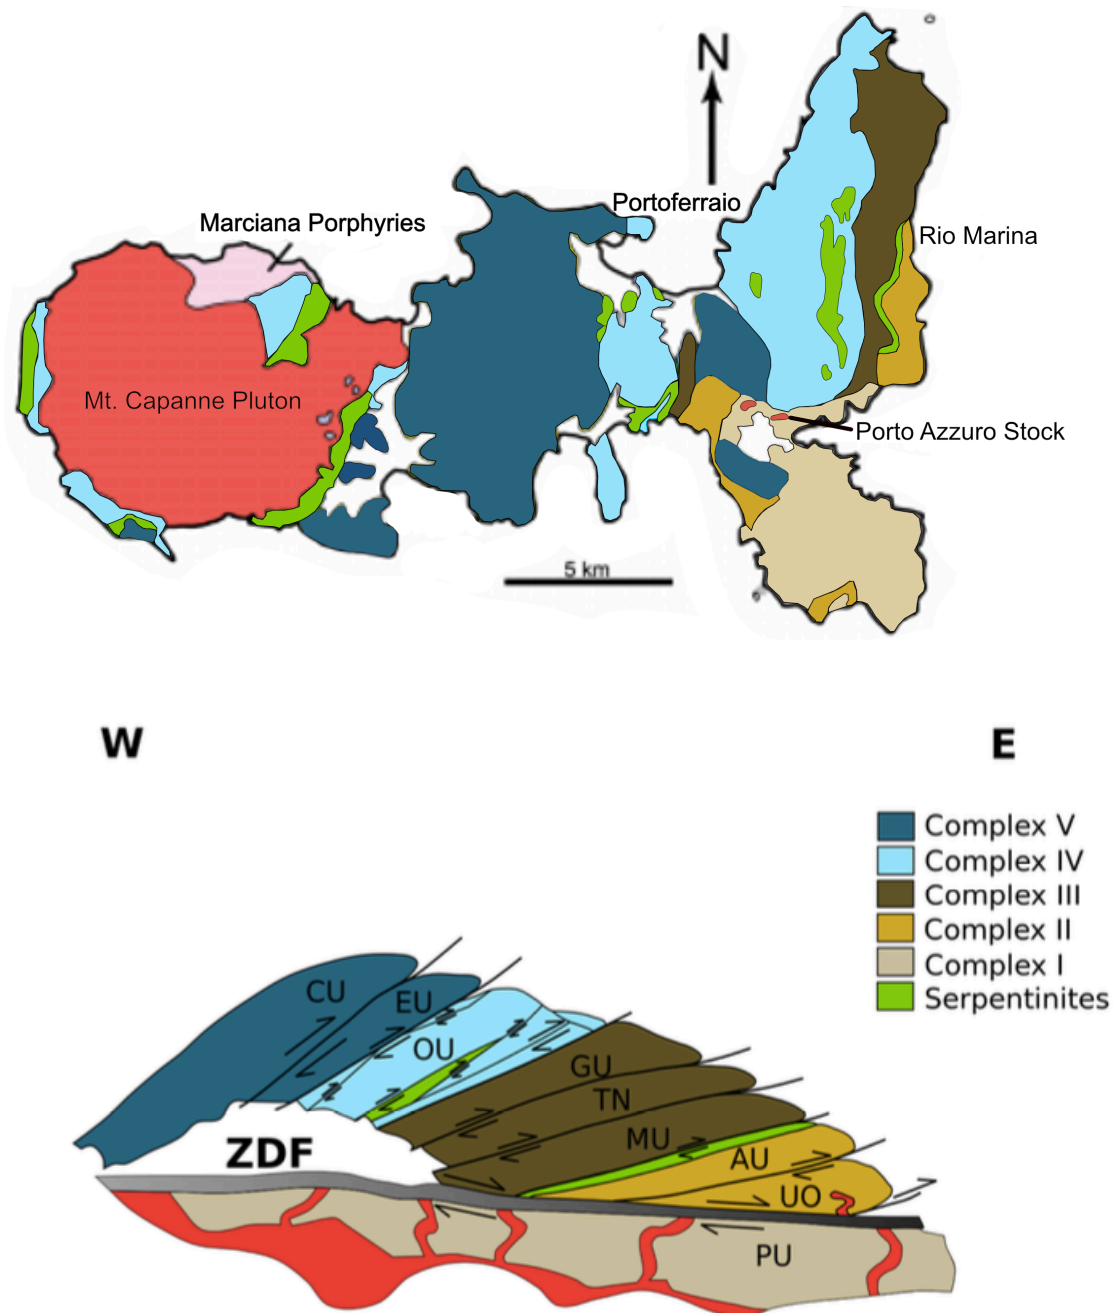 N
Portoferraio
Marciana Porphyries
Rio Marina
Mt. Capanne Pluton
Porto Azzuro Stock
5 km
W
E
Complex V
Complex IV
Complex III
Complex II
Complex I
Serpentinites
CU
EU
OU
GU
TN
MU
ZDF
AU
UO
PU